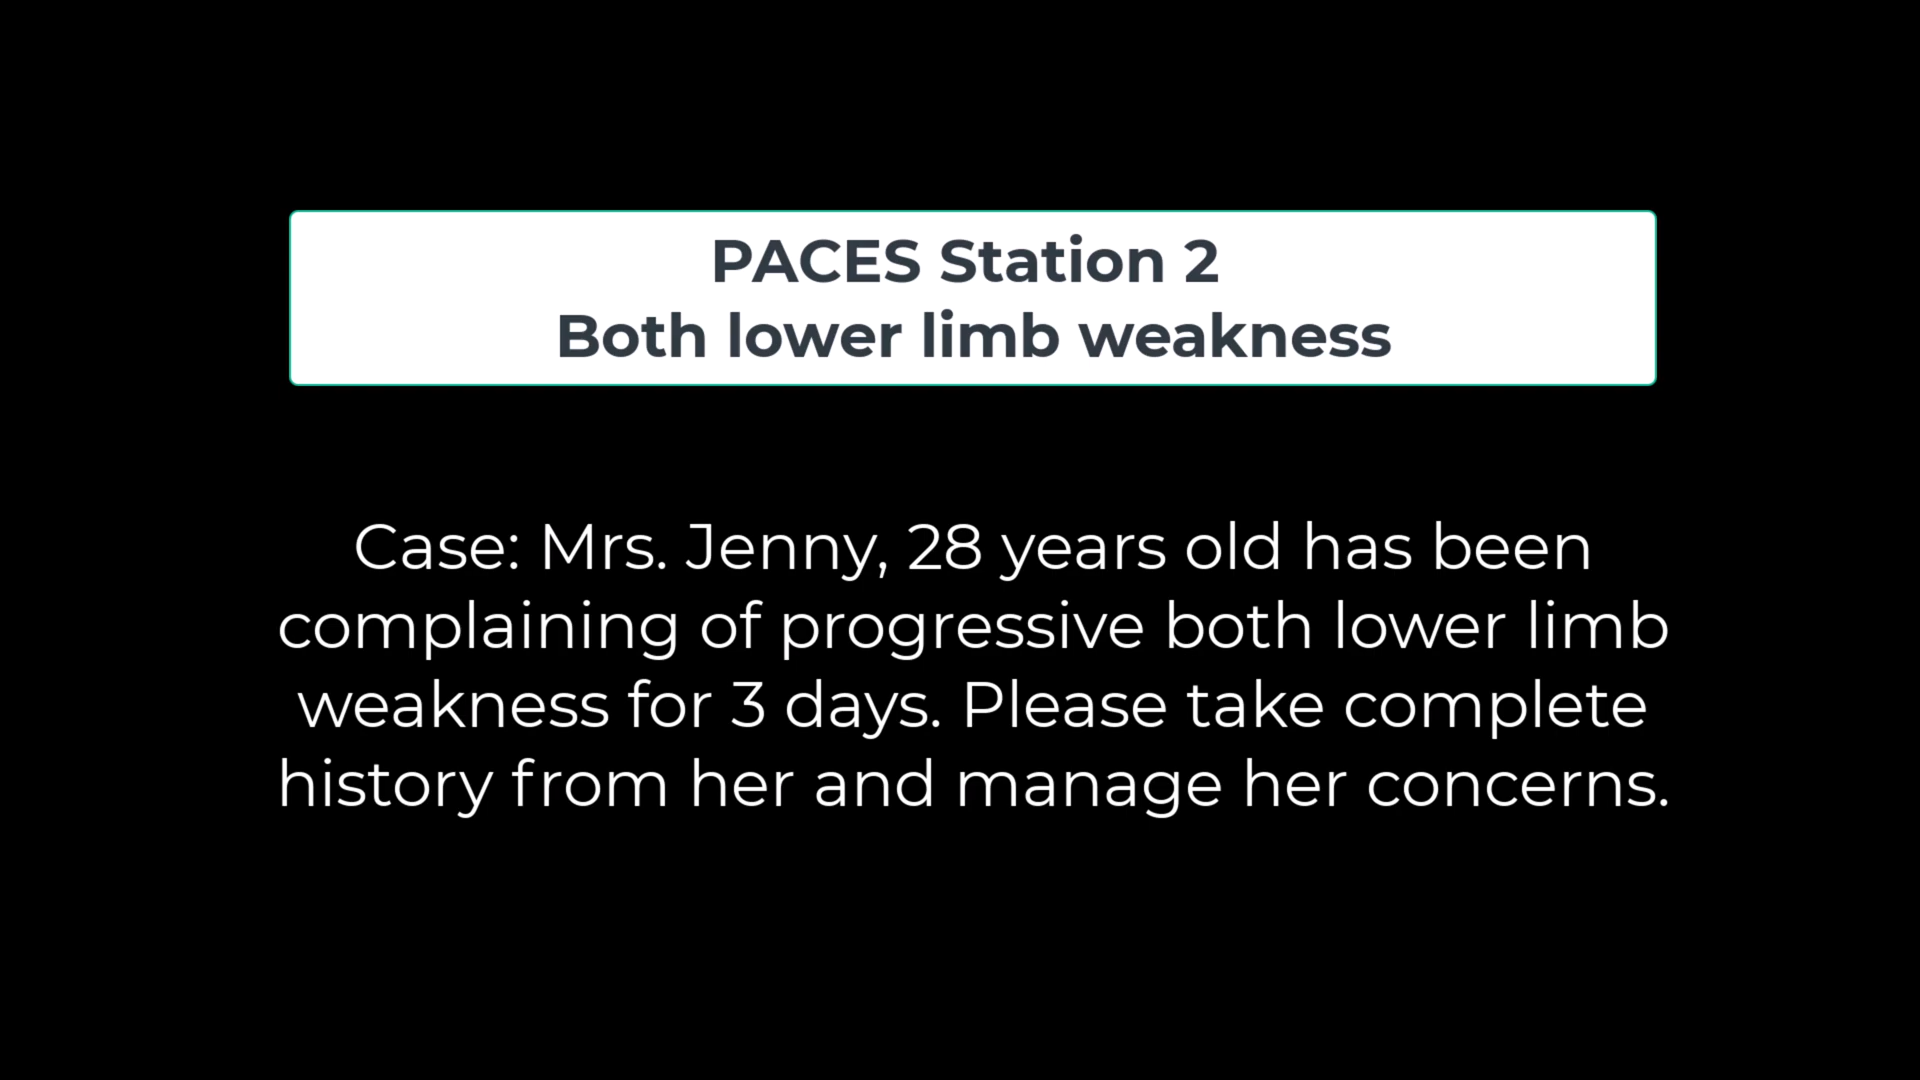 PACES Station 2
Both lower limb weakness
Case: Mrs. Jenny, 28 years old has been
complaining of progressive both lower limb
weakness for 3 days. Please take complete
history from her and manage her concerns.